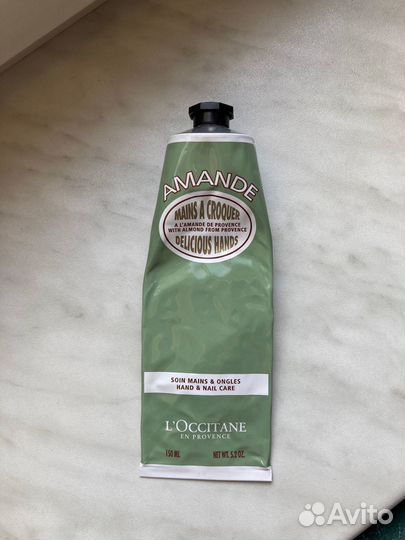 AMANDE
MAINS A CROQUER
A L'AMANDE DE PROVENCE
WITH ALMOND FROM PROVENCE
DELICIOUS HANDS
SOIN MAINS & ONGLES
HAND & NAIL CARE
L'OCCITANE
EN PROVENCE
150 ML NET WT. 5.2 OZ.
Avito